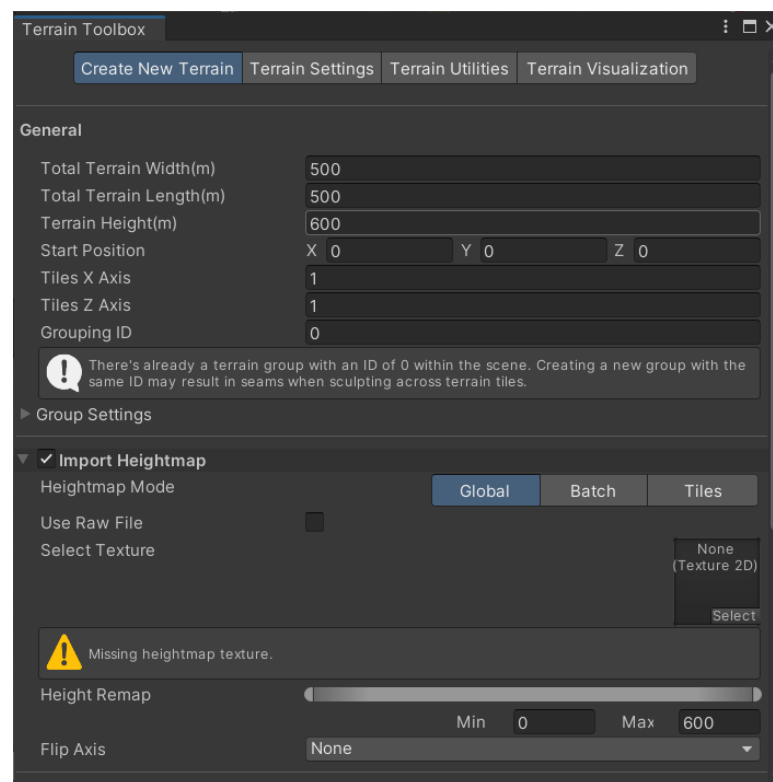 Terrain Toolbox
Create New Terrain Terrain Settings Terrain Utilities Terrain Visualization
General
Total Terrain Width(m) 500
Total Terrain Length(m) 500
Terrain Height(m) 600
Start Position X 0 Y 0 Z 0
Tiles X Axis 1
Tiles Z Axis 1
Grouping ID 0
There's already a terrain group with an ID of 0 within the scene. Creating a new group with the
same ID may result in seams when sculpting across terrain tiles.
Group Settings
Import Heightmap
Heightmap Mode Global Batch Tiles
Use Raw File
Select Texture None
(Texture 2D)
Select
Missing heightmap texture.
Height Remap
Min 0 Max 600
Flip Axis None